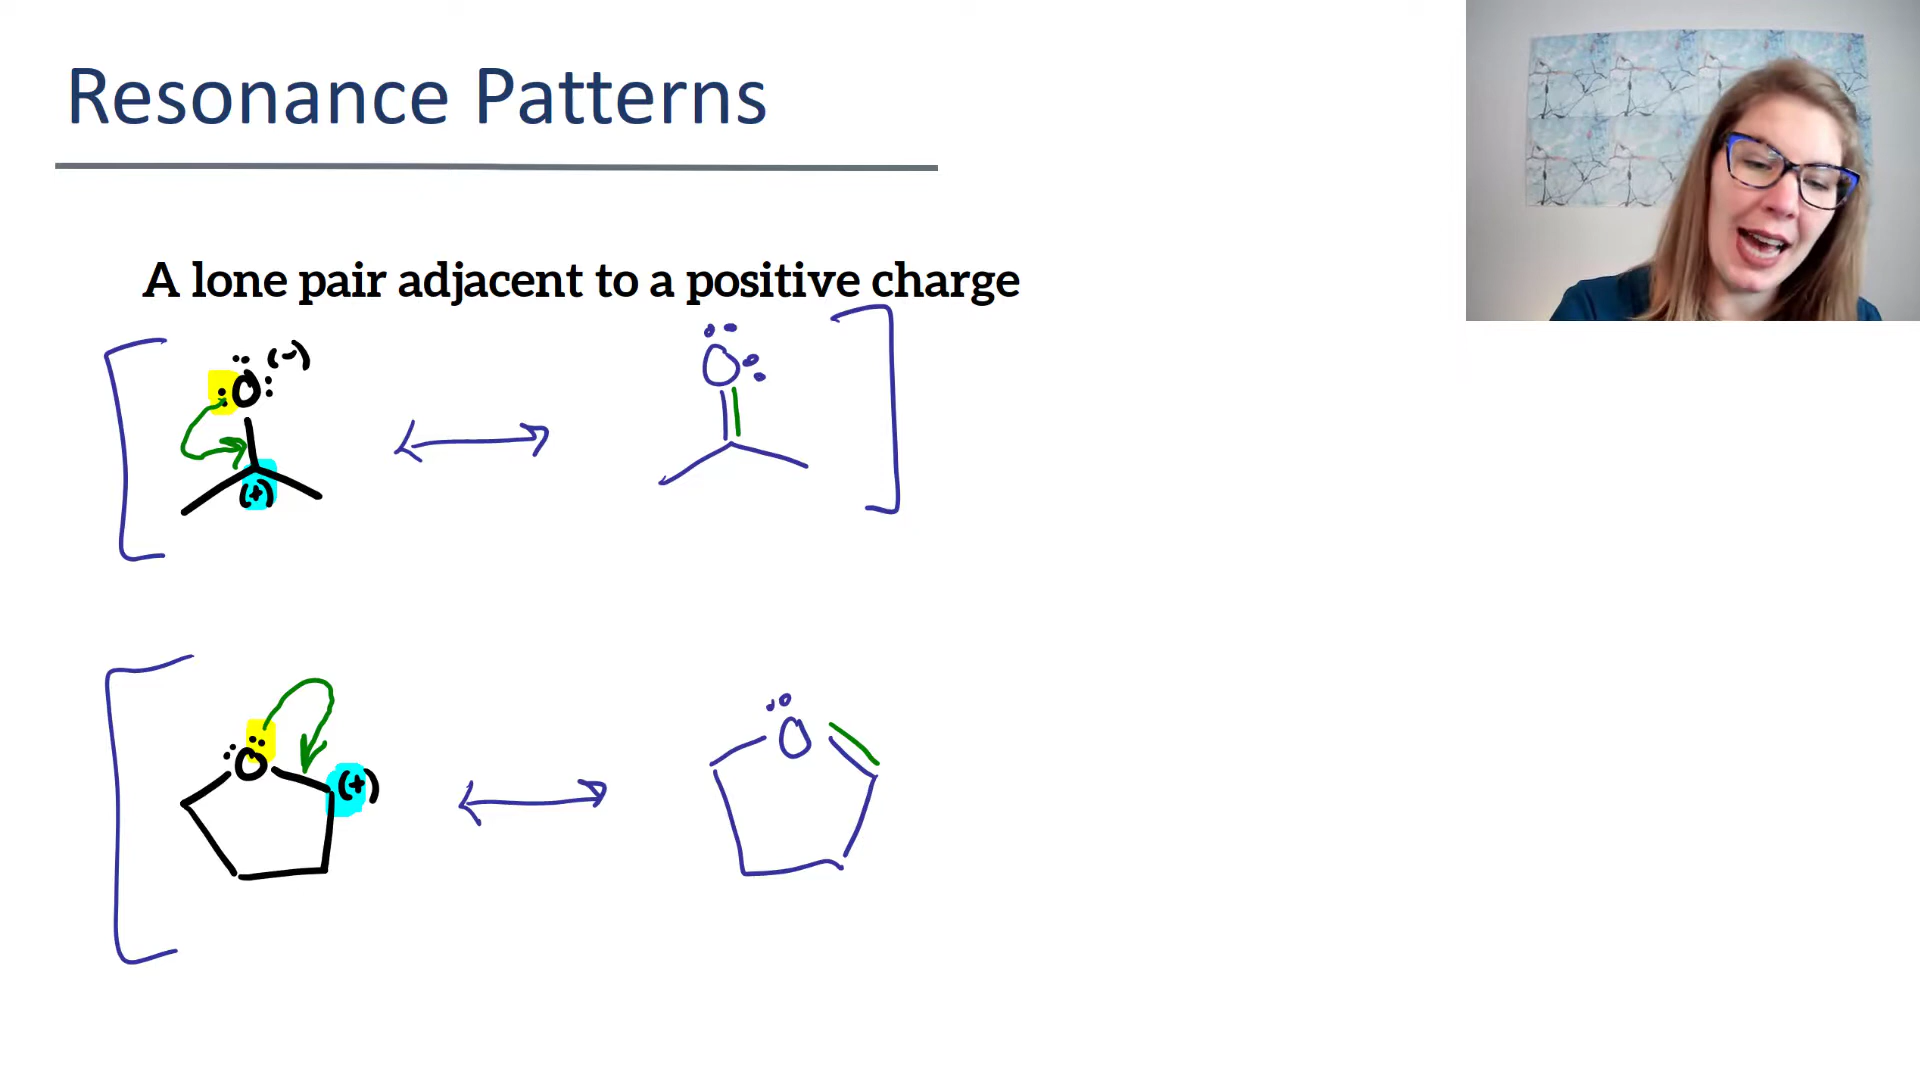 Resonance Patterns
A lone pair adjacent to a positive charge
O (-)
(+)
O
O (+)
O